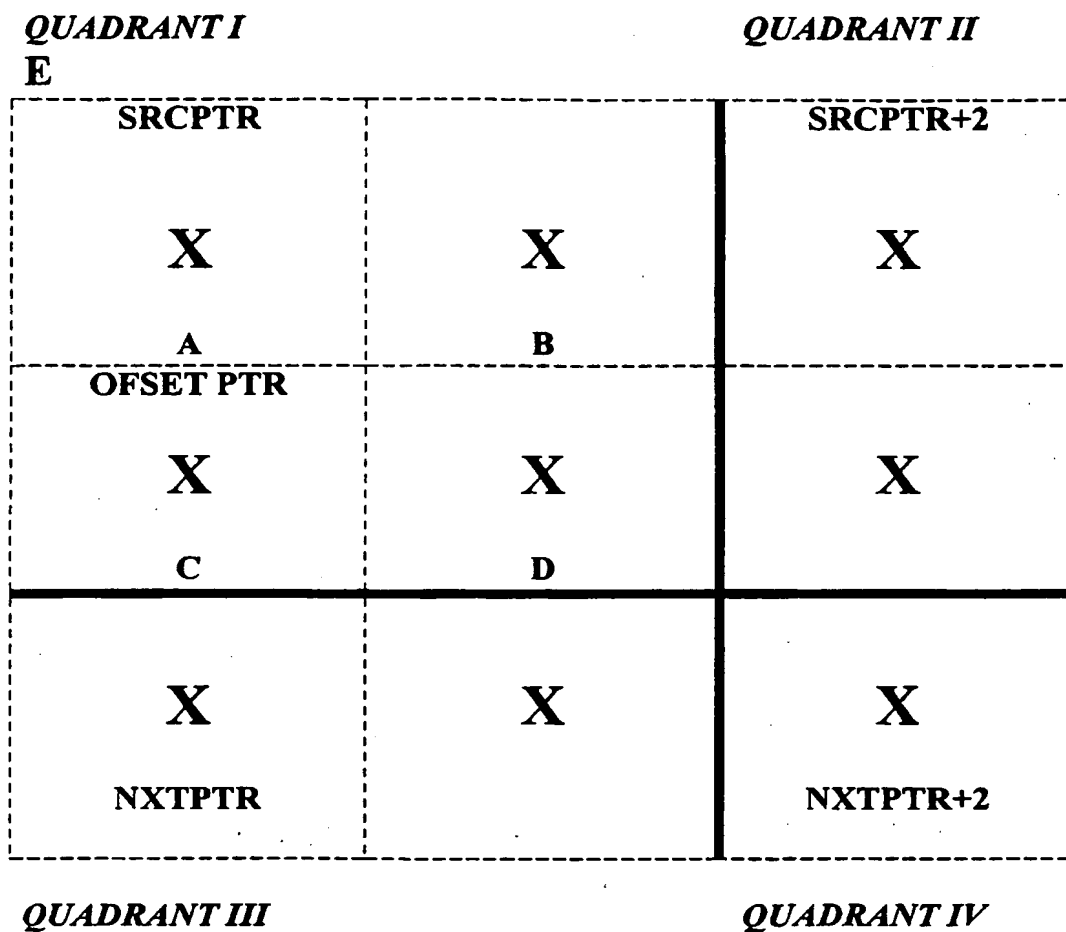 QUADRANT I QUADRANT II
E
SRCPTR SRCPTR+2
X X X
A B
OFSET PTR
X X X
C D
X X X
NXTPTR NXTPTR+2
QUADRANT III QUADRANT IV